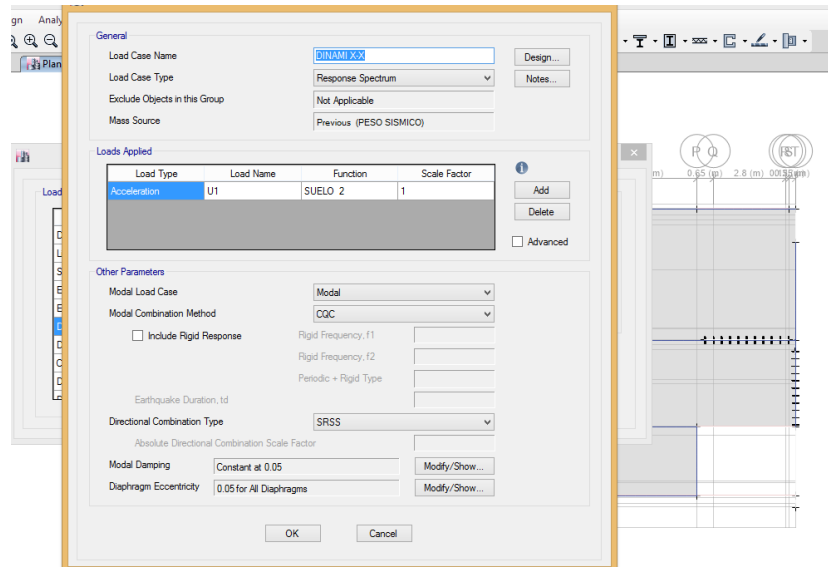 gn Analy
Plan
General
Load Case Name DINAMI X-X Design...
Load Case Type Response Spectrum Notes...
Exclude Objects in this Group Not Applicable
Mass Source Previous (PESO SISMICO)
Loads Applied
Load Type Load Name Function Scale Factor
Acceleration U1 SUELO 2 1
Add
Delete
Advanced
Other Parameters
Modal Load Case Modal
Modal Combination Method CQC
Include Rigid Response Rigid Frequency, f1
Rigid Frequency, f2
Periodic + Rigid Type
Earthquake Duration, td
Directional Combination Type SRSS
Absolute Directional Combination Scale Factor
Modal Damping Constant at 0.05 Modify/Show...
Diaphragm Eccentricity 0.05 for All Diaphragms Modify/Show...
OK Cancel
Load
D
L
S
E
E
D
D
C
D
P Q
m) 0.65 (m) 2.8 (m)